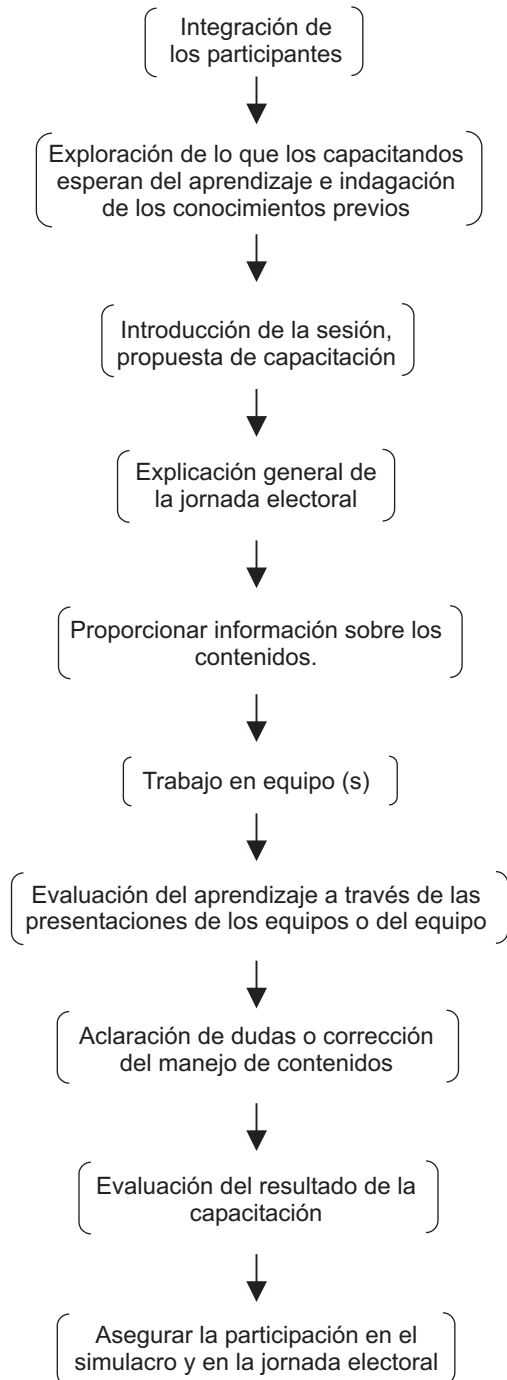 Integración de
los participantes
Exploración de lo que los capacitandos
esperan del aprendizaje e indagación
de los conocimientos previos
Introducción de la sesión,
propuesta de capacitación
Explicación general de
la jornada electoral
Proporcionar información sobre los
contenidos.
Trabajo en equipo (s)
Evaluación del aprendizaje a través de las
presentaciones de los equipos o del equipo
Aclaración de dudas o corrección
del manejo de contenidos
Evaluación del resultado de la
capacitación
Asegurar la participación en el
simulacro y en la jornada electoral